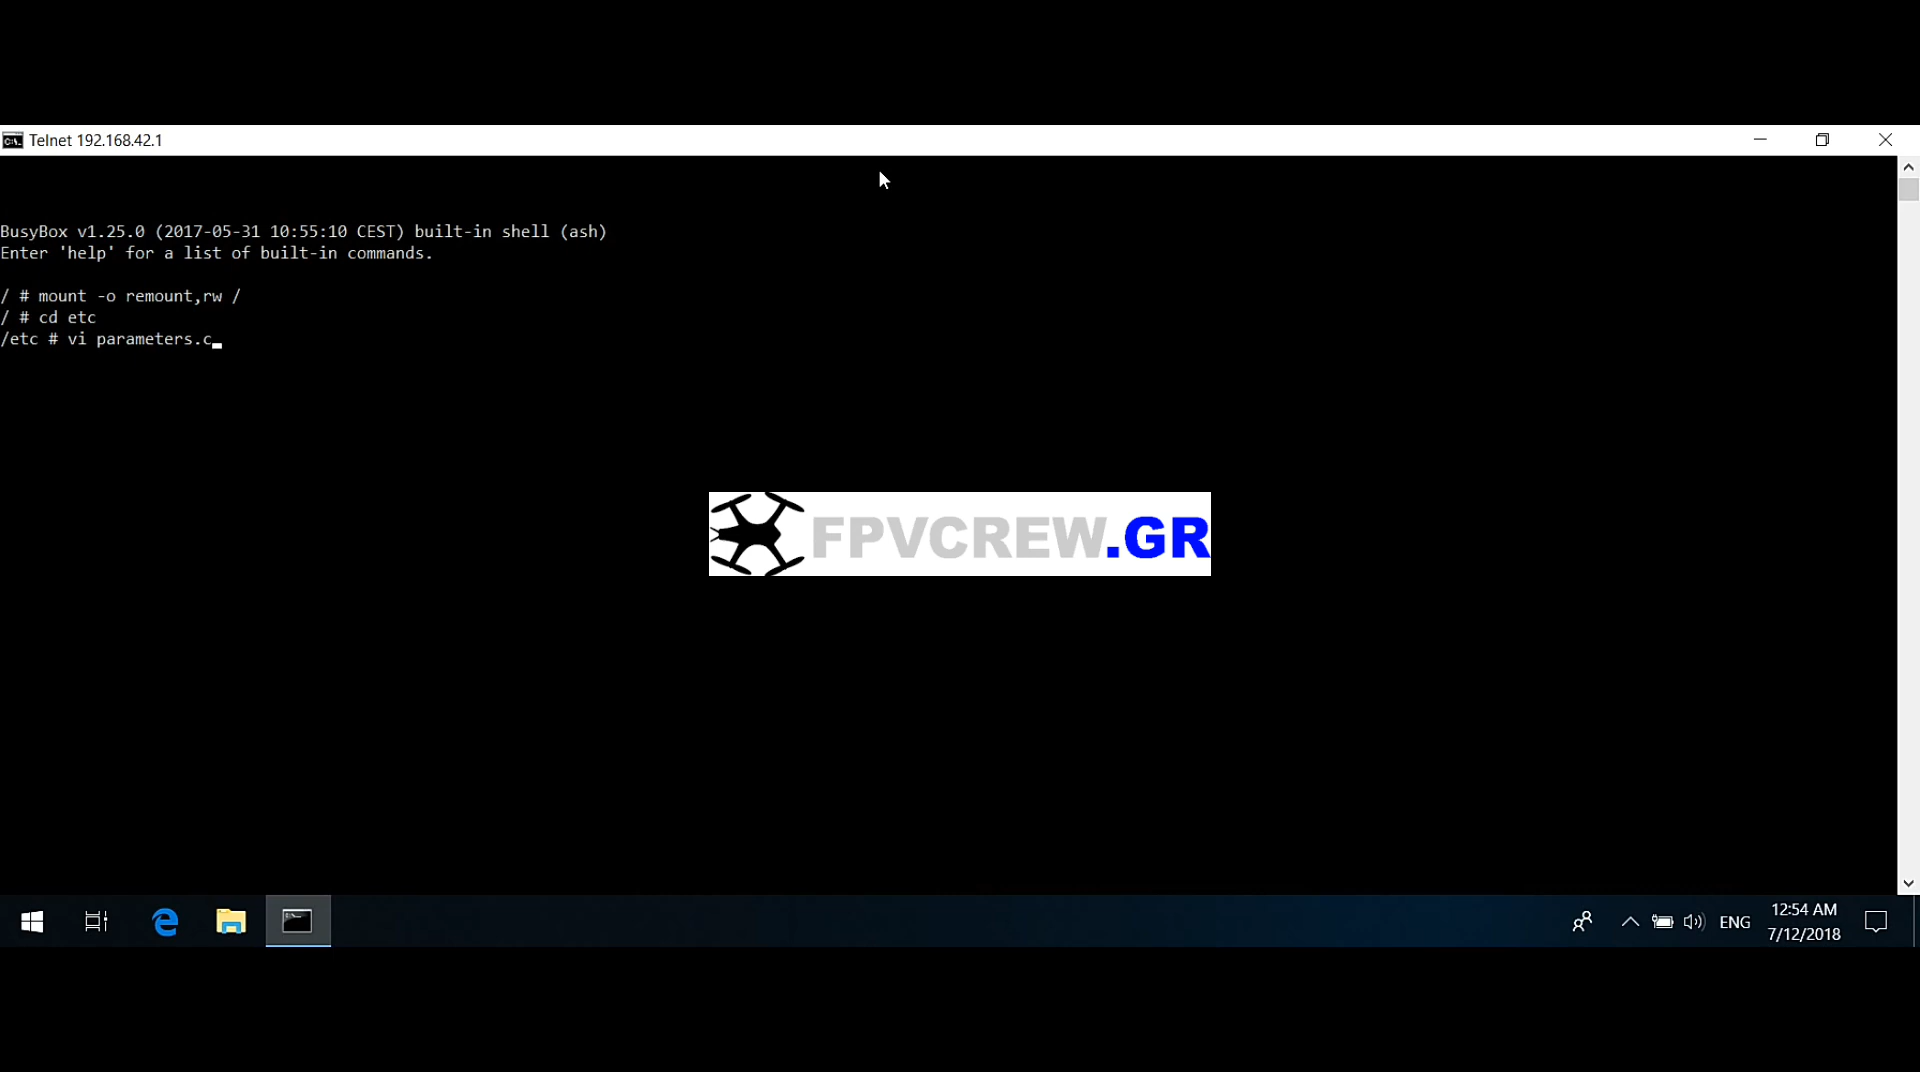 Telnet 192.168.42.1
BusyBox v1.25.0 (2017-05-31 10:55:10 CEST) built-in shell (ash)
Enter 'help' for a list of built-in commands.
/ # mount -o remount,rw /
/ # cd etc
/etc # vi parameters.c
FPVCREW.GR
ENG
12:54 AM
7/12/2018